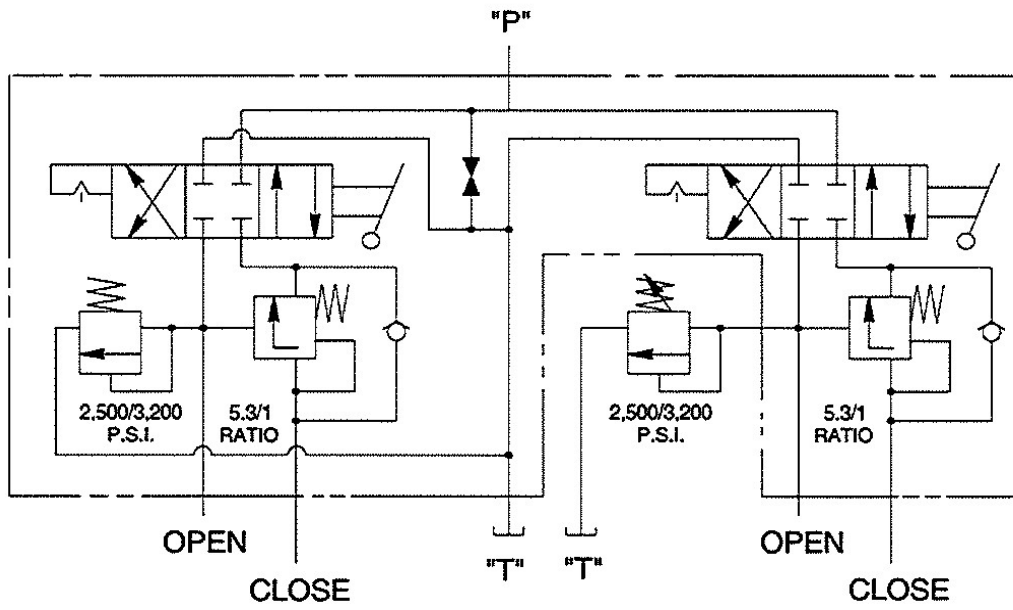 "P"
2,500/3,200
P.S.I.
5.3/1
RATIO
2,500/3,200
P.S.I.
5.3/1
RATIO
OPEN
CLOSE
"T"
"T"
OPEN
CLOSE